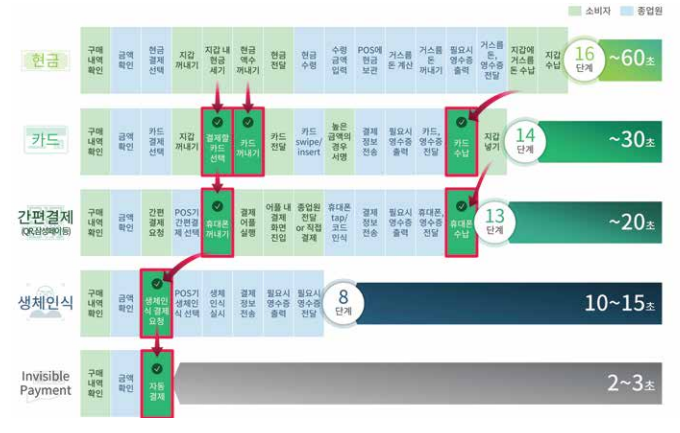 소비자 종업원
현금
구매 내역 확인
금액 확인
현금 결제 선택
지갑 꺼내기
지갑 내 현금 세기
현금 액수 꺼내기
현금 전달
현금 수령
수령 금액 입력
POS에 현금 보관
거스름 돈 계산
거스름 돈 꺼내기
필요시 영수증 출력
거스름 돈, 영수증 전달
지갑에 거스름 돈 수납
지갑 수납
16 단계
~60초
카드
구매 내역 확인
금액 확인
카드 결제 선택
지갑 꺼내기
결제할 카드 선택
카드 꺼내기
카드 전달
카드 swipe/ insert
높은 금액의 경우 서명
결제 정보 전송
필요시 영수증 출력
카드, 영수증 전달
카드 수납
지갑 넣기
14 단계
~30초
간편결제
(QR,삼성페이 등)
구매 내역 확인
금액 확인
간편 결제 요청
POS기 간편결 제 선택
휴대폰 꺼내기
결제 어플 실행
어플 내 결제 화면 진입
종업원 전달 or 직접 결제
휴대폰 tap/ 코드 인식
결제 정보 전송
필요시 영수증 출력
휴대폰, 영수증 전달
휴대폰 수납
13 단계
~20초
생체인식
구매 내역 확인
금액 확인
생체인 식 결제 요청
POS기 생체인 식 선택
생체 인식 실시
결제 정보 전송
필요시 영수증 출력
필요시 영수증 전달
8 단계
10~15초
Invisible
Payment
구매 내역 확인
금액 확인
자동 결제
2~3초